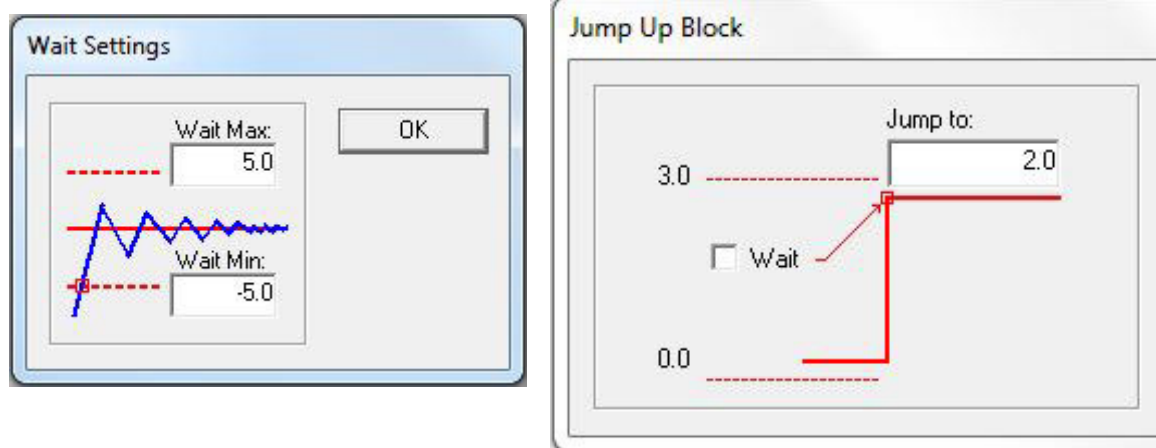 Wait Settings
Wait Max:
5.0
OK
Wait Min:
-5.0
Jump Up Block
Jump to:
2.0
3.0
Wait
0.0